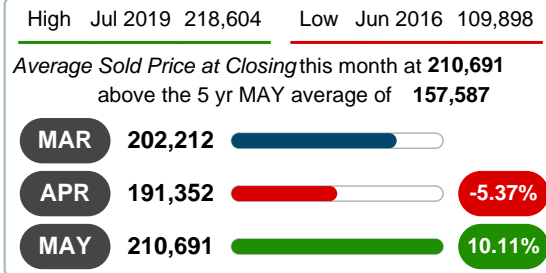 High Jul 2019 218,604 Low Jun 2016 109,898
Average Sold Price at Closing this month at 210,691
above the 5 yr MAY average of 157,587
MAR 202,212
APR 191,352 -5.37%
MAY 210,691 10.11%